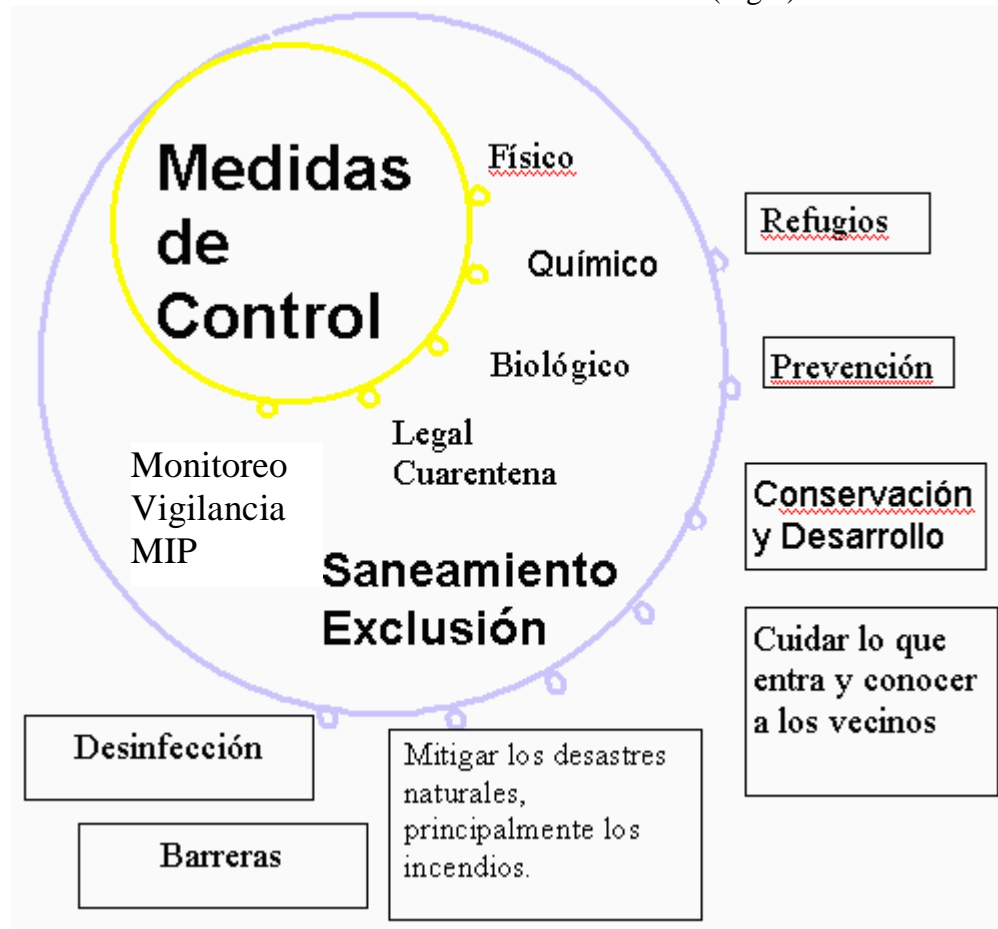 Medidas
de
Control
Físico
Químico
Biológico
Legal
Cuarentena
Monitoreo
Vigilancia
MIP
Saneamiento
Exclusión
Refugios
Prevención
Conservación
y Desarrollo
Cuidar lo que
entra y conocer
a los vecinos
Desinfección
Barreras
Mitigar los desastres
naturales,
principalmente los
incendios.